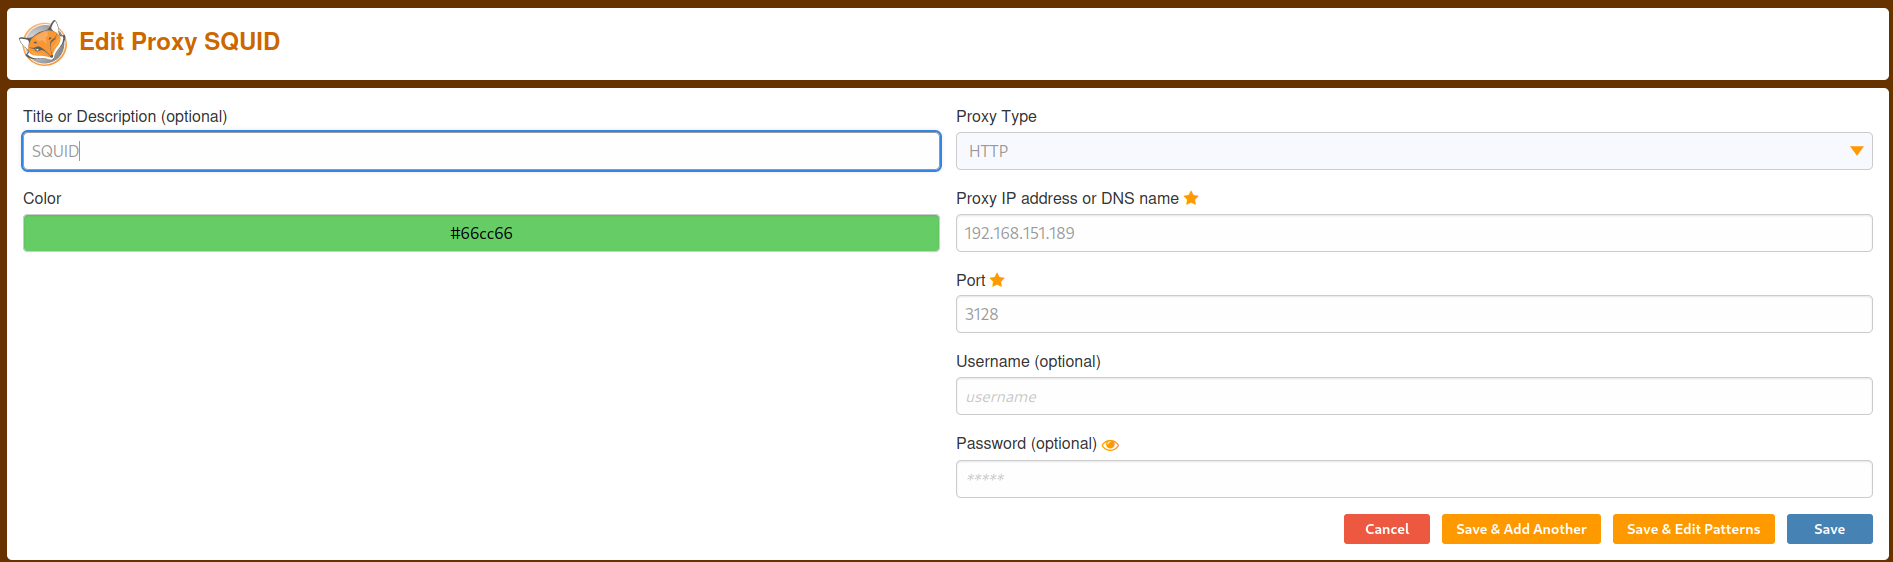 Edit Proxy SQUID
Title or Description (optional)
SQUID
Color
#66cc66
Proxy Type
HTTP
Proxy IP address or DNS name
192.168.151.189
Port
3128
Username (optional)
username
Password (optional)
*****
Cancel
Save & Add Another
Save & Edit Patterns
Save